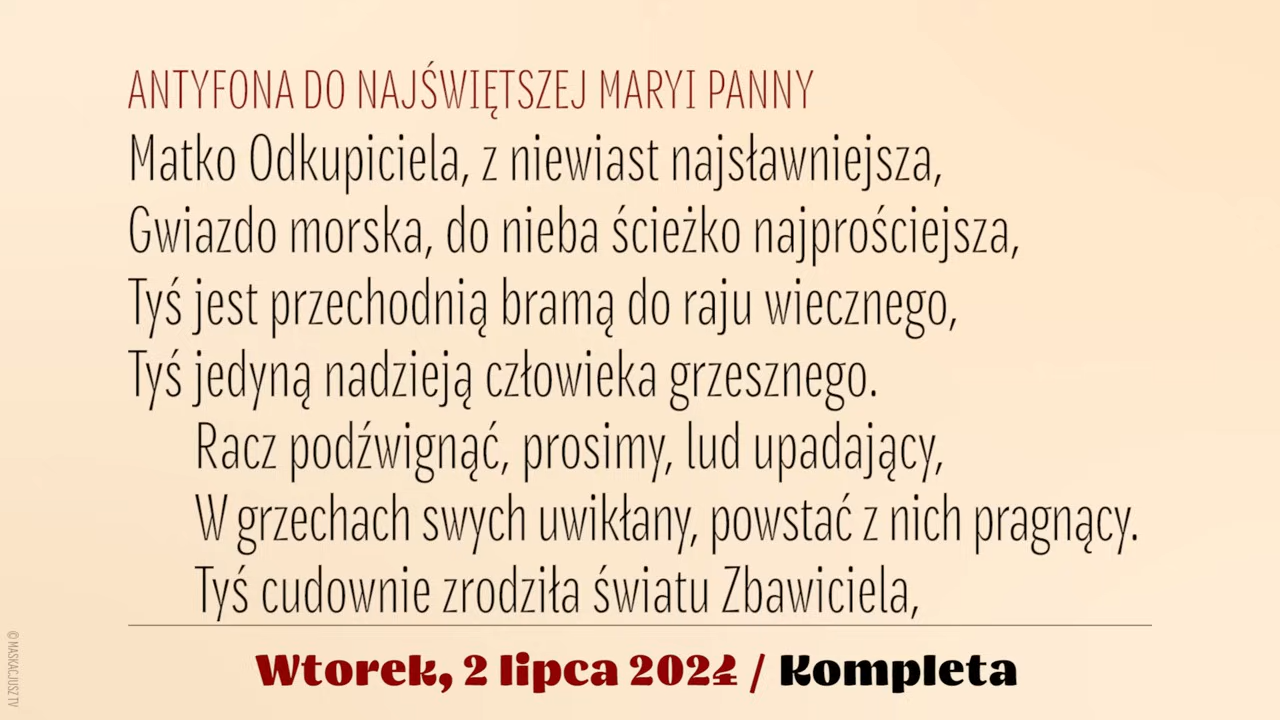 ANTYFONA DO NAJŚWIĘTSZEJ MARYI PANNY
Matko Odkupiciela, z niewiast najsławniejsza,
Gwiazdo morska, do nieba ścieżko najprościejsza,
Tyś jest przechodnią bramą do raju wiecznego,
Tyś jedyną nadzieją człowieka grzesznego.
Racz podźwignąć, prosimy, lud upadający,
W grzechach swych uwikłany, powstać z nich pragnący.
Tyś cudownie zrodziła światu Zbawiciela,
Wtorek, 2 lipca 2024 / Kompleta
© MASKACJUSZ.TV